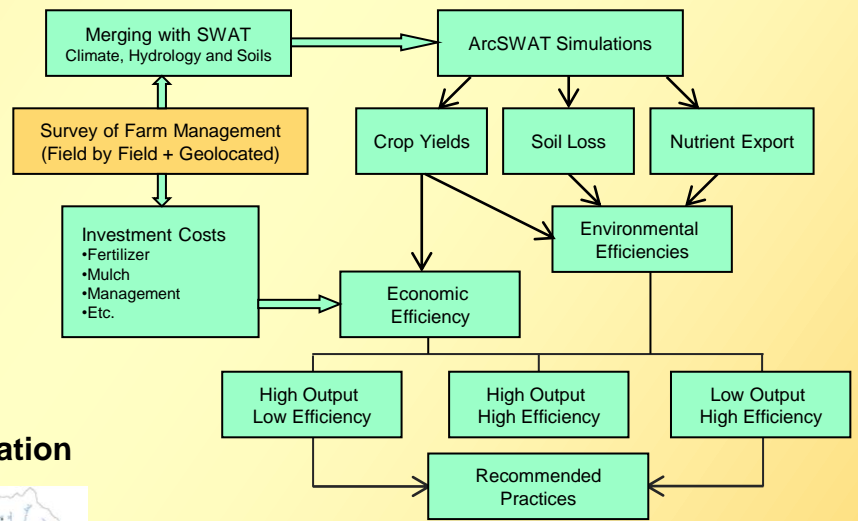 Merging with SWAT
Climate, Hydrology and Soils
ArcSWAT Simulations
Survey of Farm Management
(Field by Field + Geolocated)
Crop Yields
Soil Loss
Nutrient Export
Investment Costs
•Fertilizer
•Mulch
•Management
•Etc.
Environmental
Efficiencies
Economic
Efficiency
High Output
Low Efficiency
High Output
High Efficiency
Low Output
High Efficiency
ation
Recommended
Practices